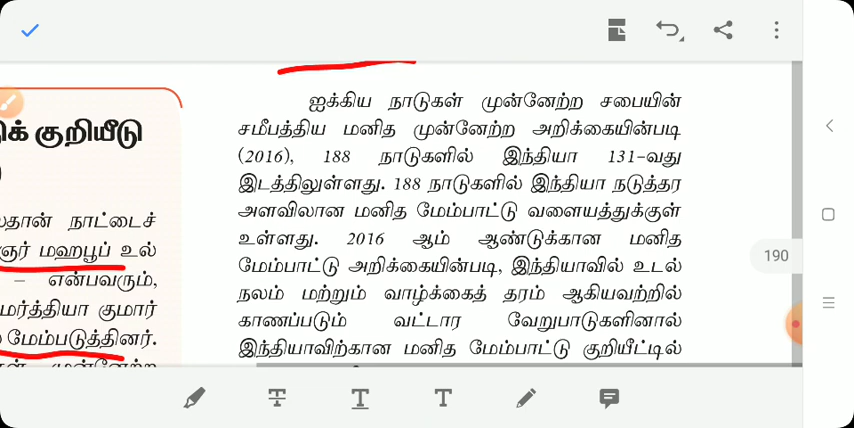 க் குறியீடு
தான் நாட்டைச்
ஞர் மஹபூப் உல்
– என்பவரும்,
மர்த்தியா குமார்
மேம்படுத்தினர்.
முன்னேற்ற
ஐக்கிய நாடுகள் முன்னேற்ற சபையின்
சமீபத்திய மனித முன்னேற்ற அறிக்கையின்படி
(2016), 188 நாடுகளில் இந்தியா 131-வது
இடத்திலுள்ளது. 188 நாடுகளில் இந்தியா நடுத்தர
அளவிலான மனித மேம்பாட்டு வளையத்துக்குள்
உள்ளது. 2016 ஆம் ஆண்டுக்கான மனித
மேம்பாட்டு அறிக்கையின்படி, இந்தியாவில் உடல்
நலம் மற்றும் வாழ்க்கைத் தரம் ஆகியவற்றில்
காணப்படும் வட்டார வேறுபாடுகளினால்
இந்தியாவிற்கான மனித மேம்பாட்டு குறியீட்டில்
190